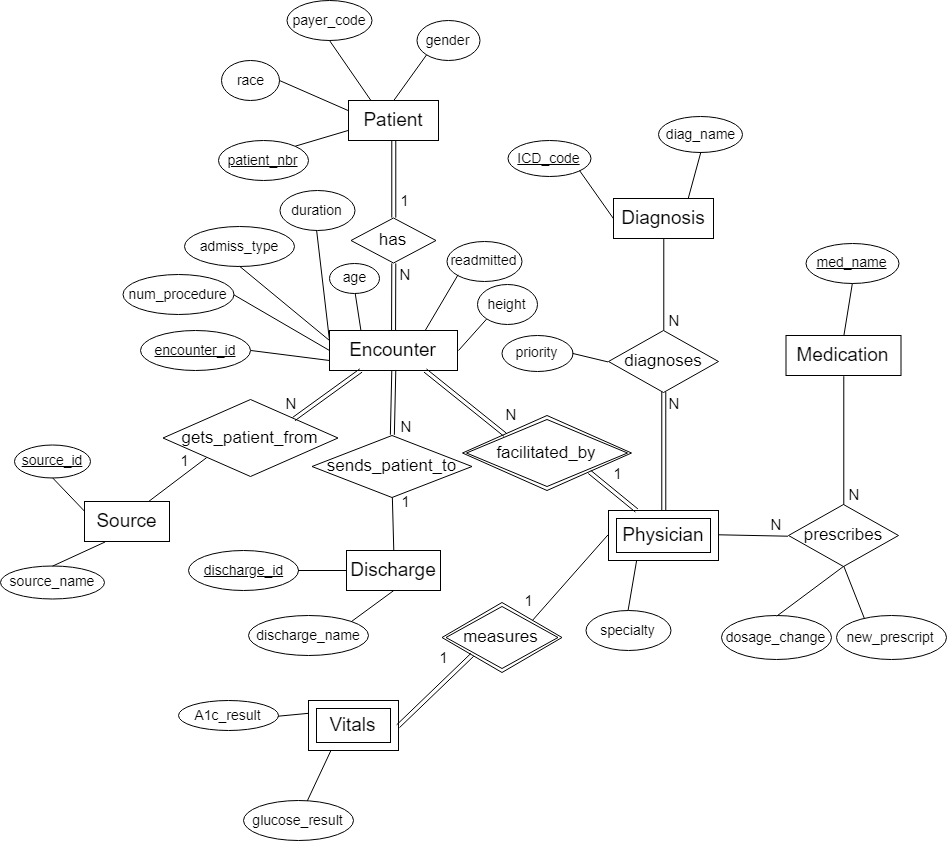 payer_code
gender
race
Patient
patient_nbr
diag_name
ICD_code
1
duration
Diagnosis
has
admiss_type
readmitted
med_name
age
N
num_procedure
height
N
encounter_id
Encounter
priority
diagnoses
Medication
N
N
N
N
gets_patient_from
facilitated_by
1
sends_patient_to
1
source_id
N
1
Source
Physician
N
prescribes
source_name
discharge_id
Discharge
1
discharge_name
measures
specialty
dosage_change
new_prescript
1
A1c_result
Vitals
glucose_result